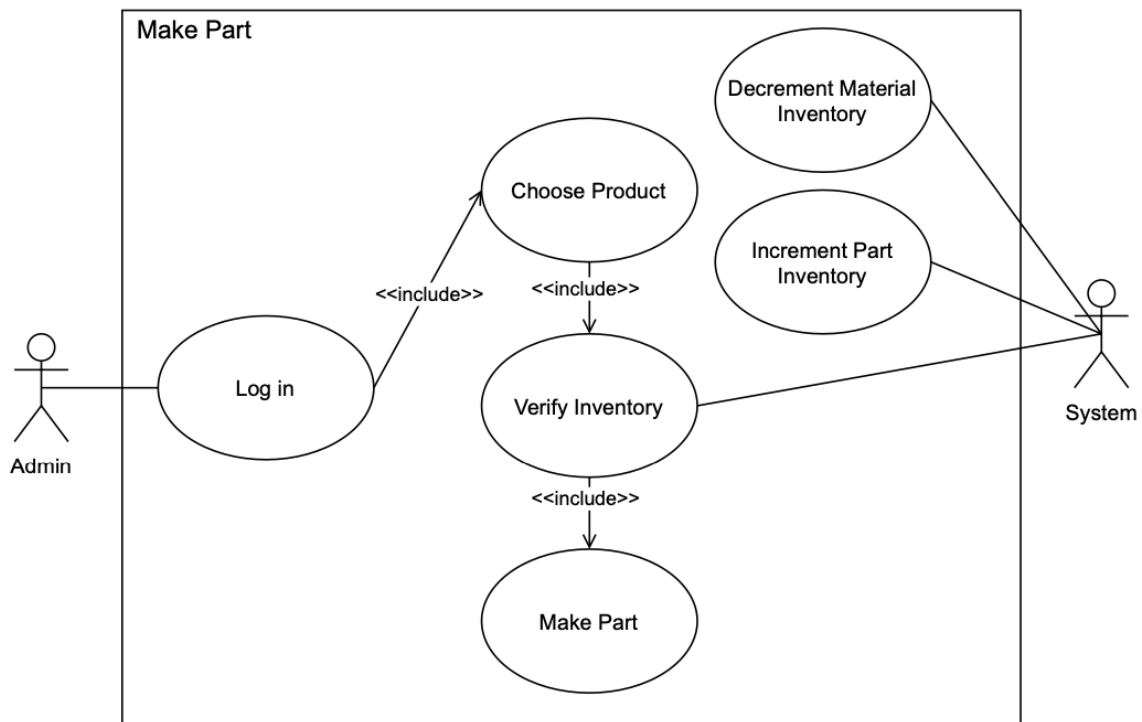 Make Part
Decrement Material
Inventory
Choose Product
Increment Part
Inventory
<<include>>
<<include>>
Log in
Verify Inventory
System
Admin
<<include>>
Make Part